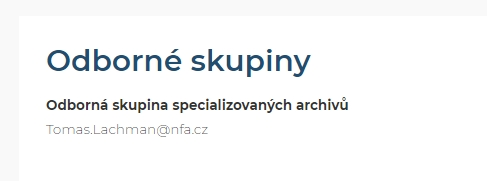 Odborné skupiny
Odborná skupina specializovaných archivů
Tomas.Lachman@nfa.cz